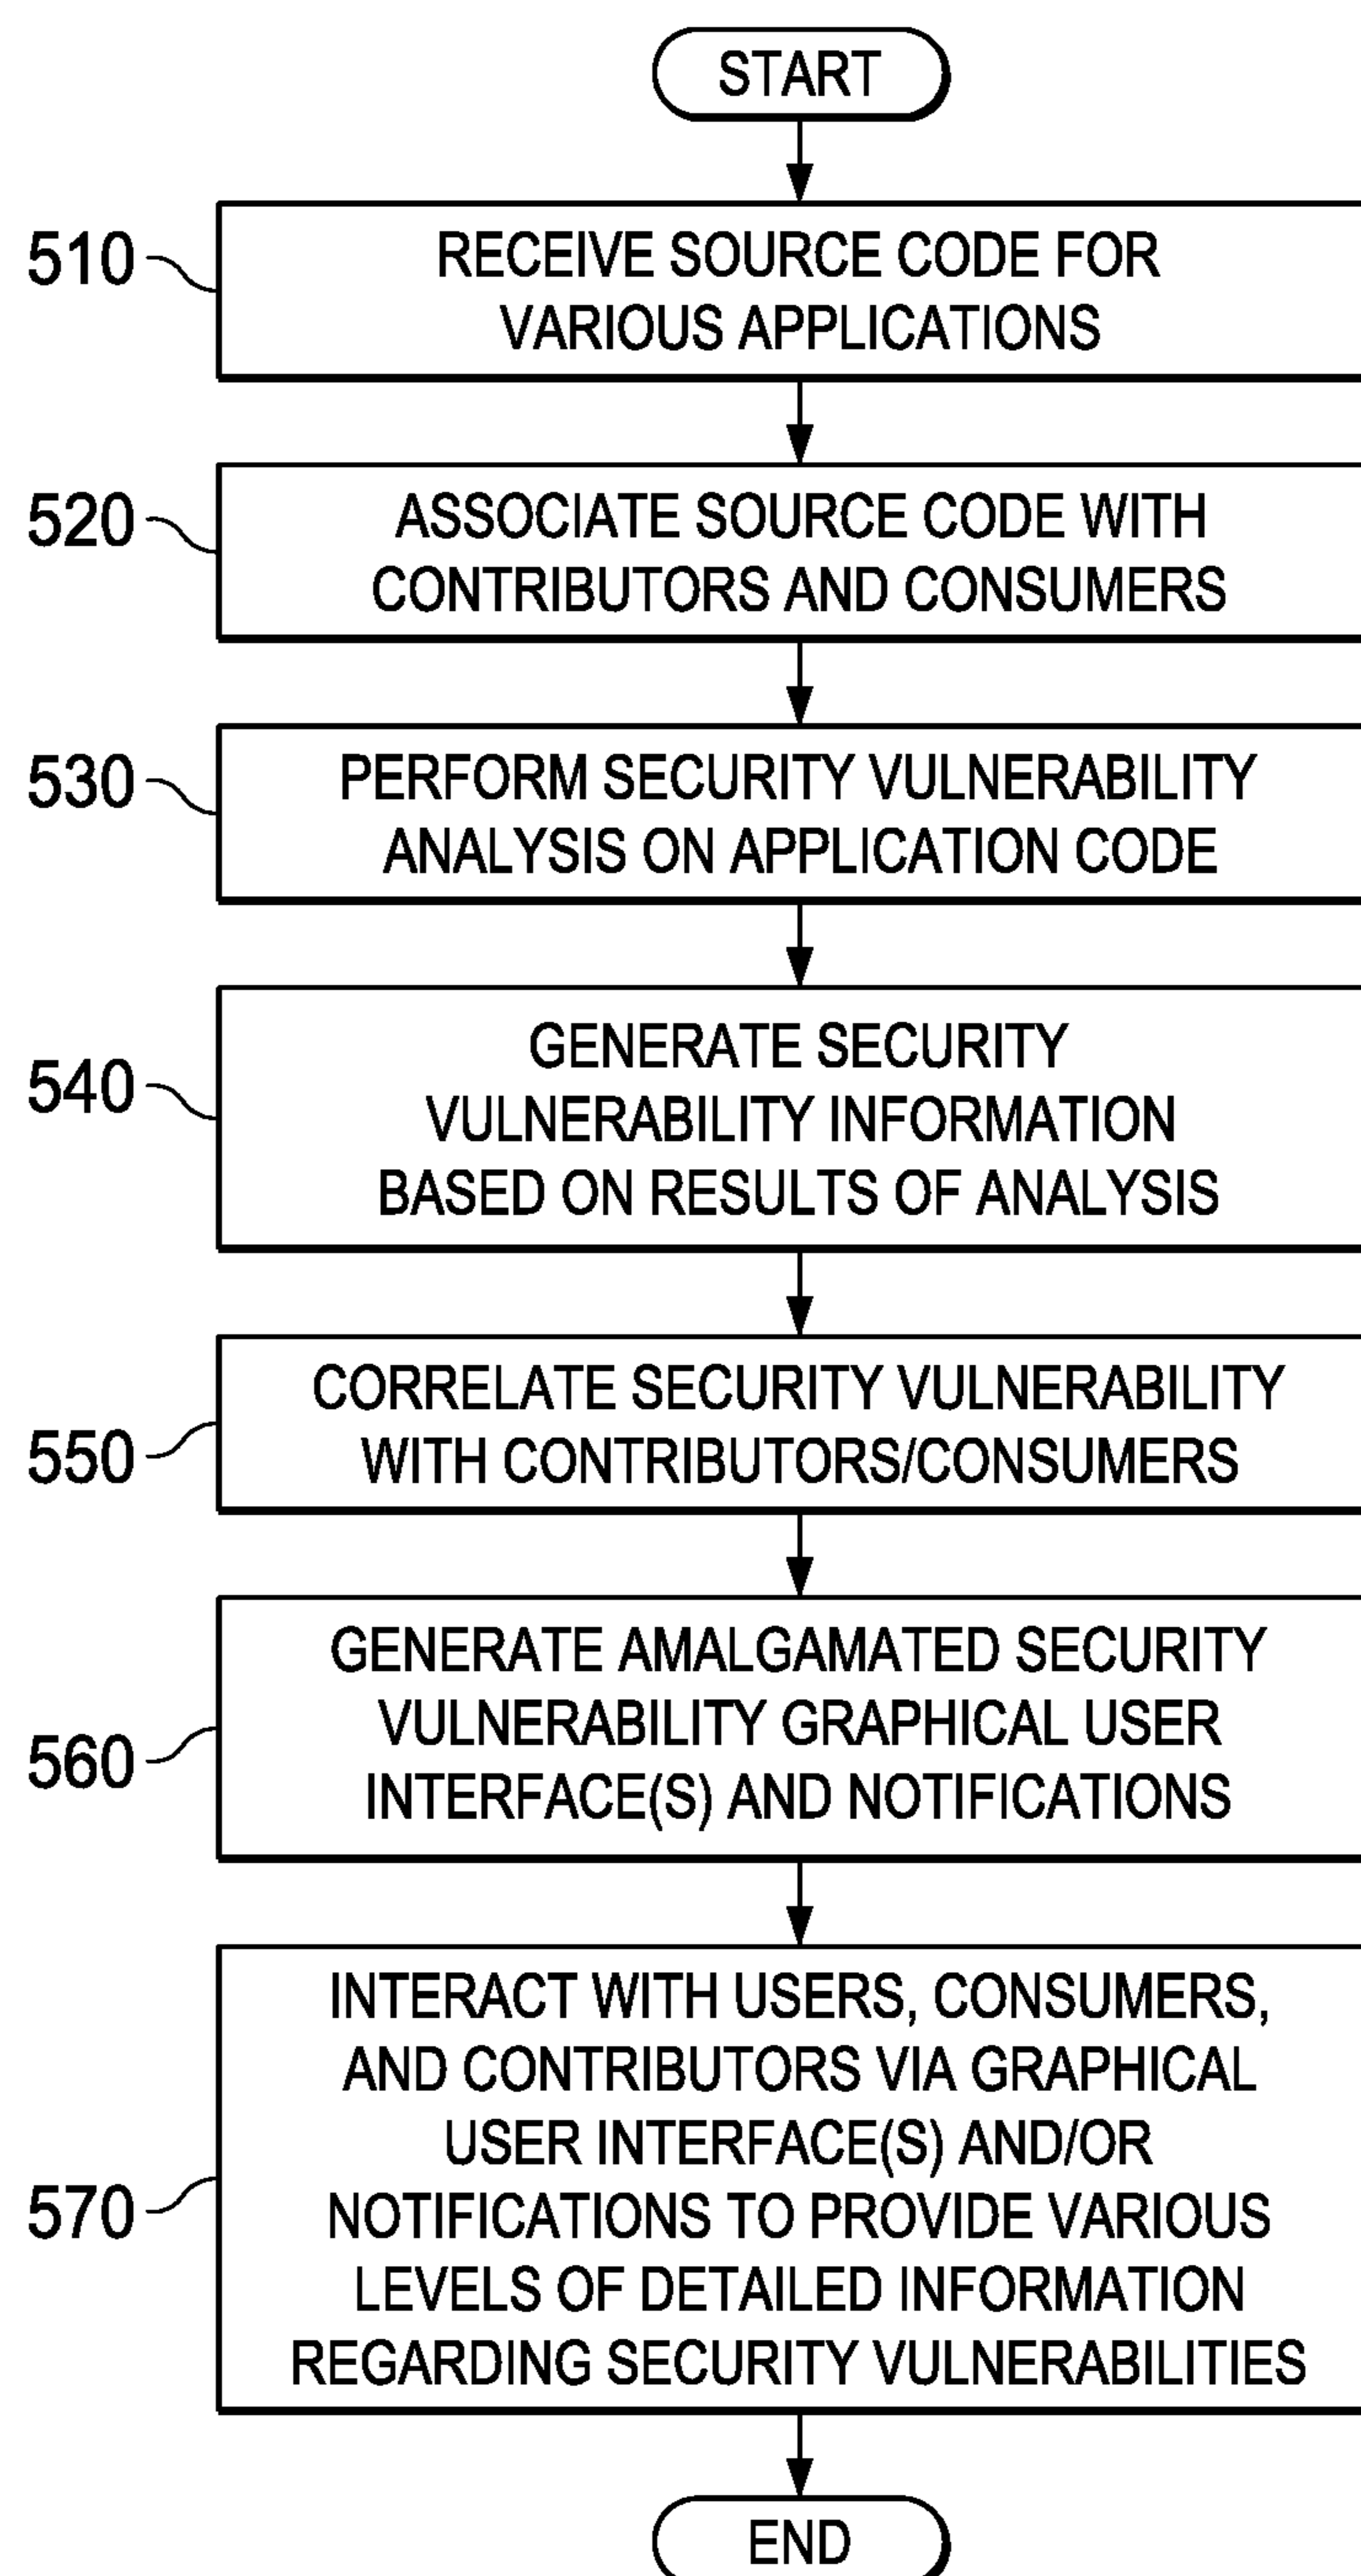 START
510
RECEIVE SOURCE CODE FOR
VARIOUS APPLICATIONS
520
ASSOCIATE SOURCE CODE WITH
CONTRIBUTORS AND CONSUMERS
530
PERFORM SECURITY VULNERABILITY
ANALYSIS ON APPLICATION CODE
540
GENERATE SECURITY
VULNERABILITY INFORMATION
BASED ON RESULTS OF ANALYSIS
550
CORRELATE SECURITY VULNERABILITY
WITH CONTRIBUTORS/CONSUMERS
560
GENERATE AMALGAMATED SECURITY
VULNERABILITY GRAPHICAL USER
INTERFACE(S) AND NOTIFICATIONS
570
INTERACT WITH USERS, CONSUMERS,
AND CONTRIBUTORS VIA GRAPHICAL
USER INTERFACE(S) AND/OR
NOTIFICATIONS TO PROVIDE VARIOUS
LEVELS OF DETAILED INFORMATION
REGARDING SECURITY VULNERABILITIES
END